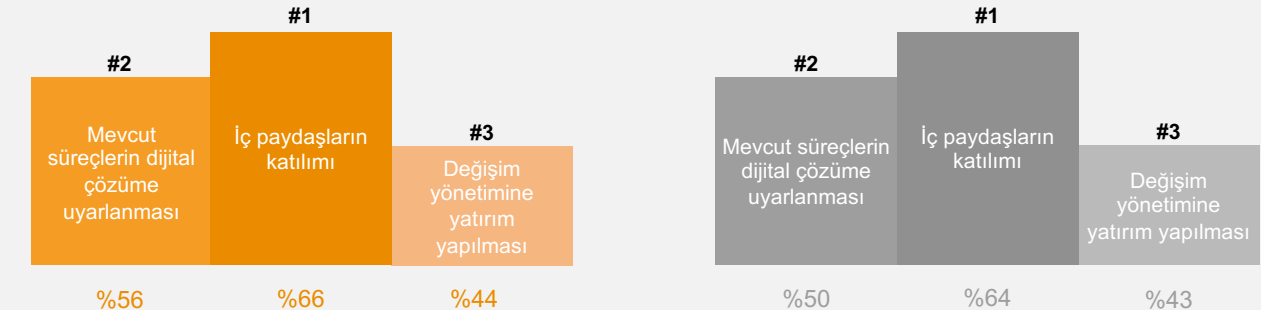 #1
#2
İç paydaşların
katılımı
Mevcut
süreçlerin dijital
çözüme
uyarlanması
#3
Değişim
yönetimine
yatırım
yapılması
%56
%66
%44
#1
#2
İç paydaşların
katılımı
Mevcut süreçlerin
dijital çözüme
uyarlanması
#3
Değişim
yönetimine
yatırım yapılması
%50
%64
%43